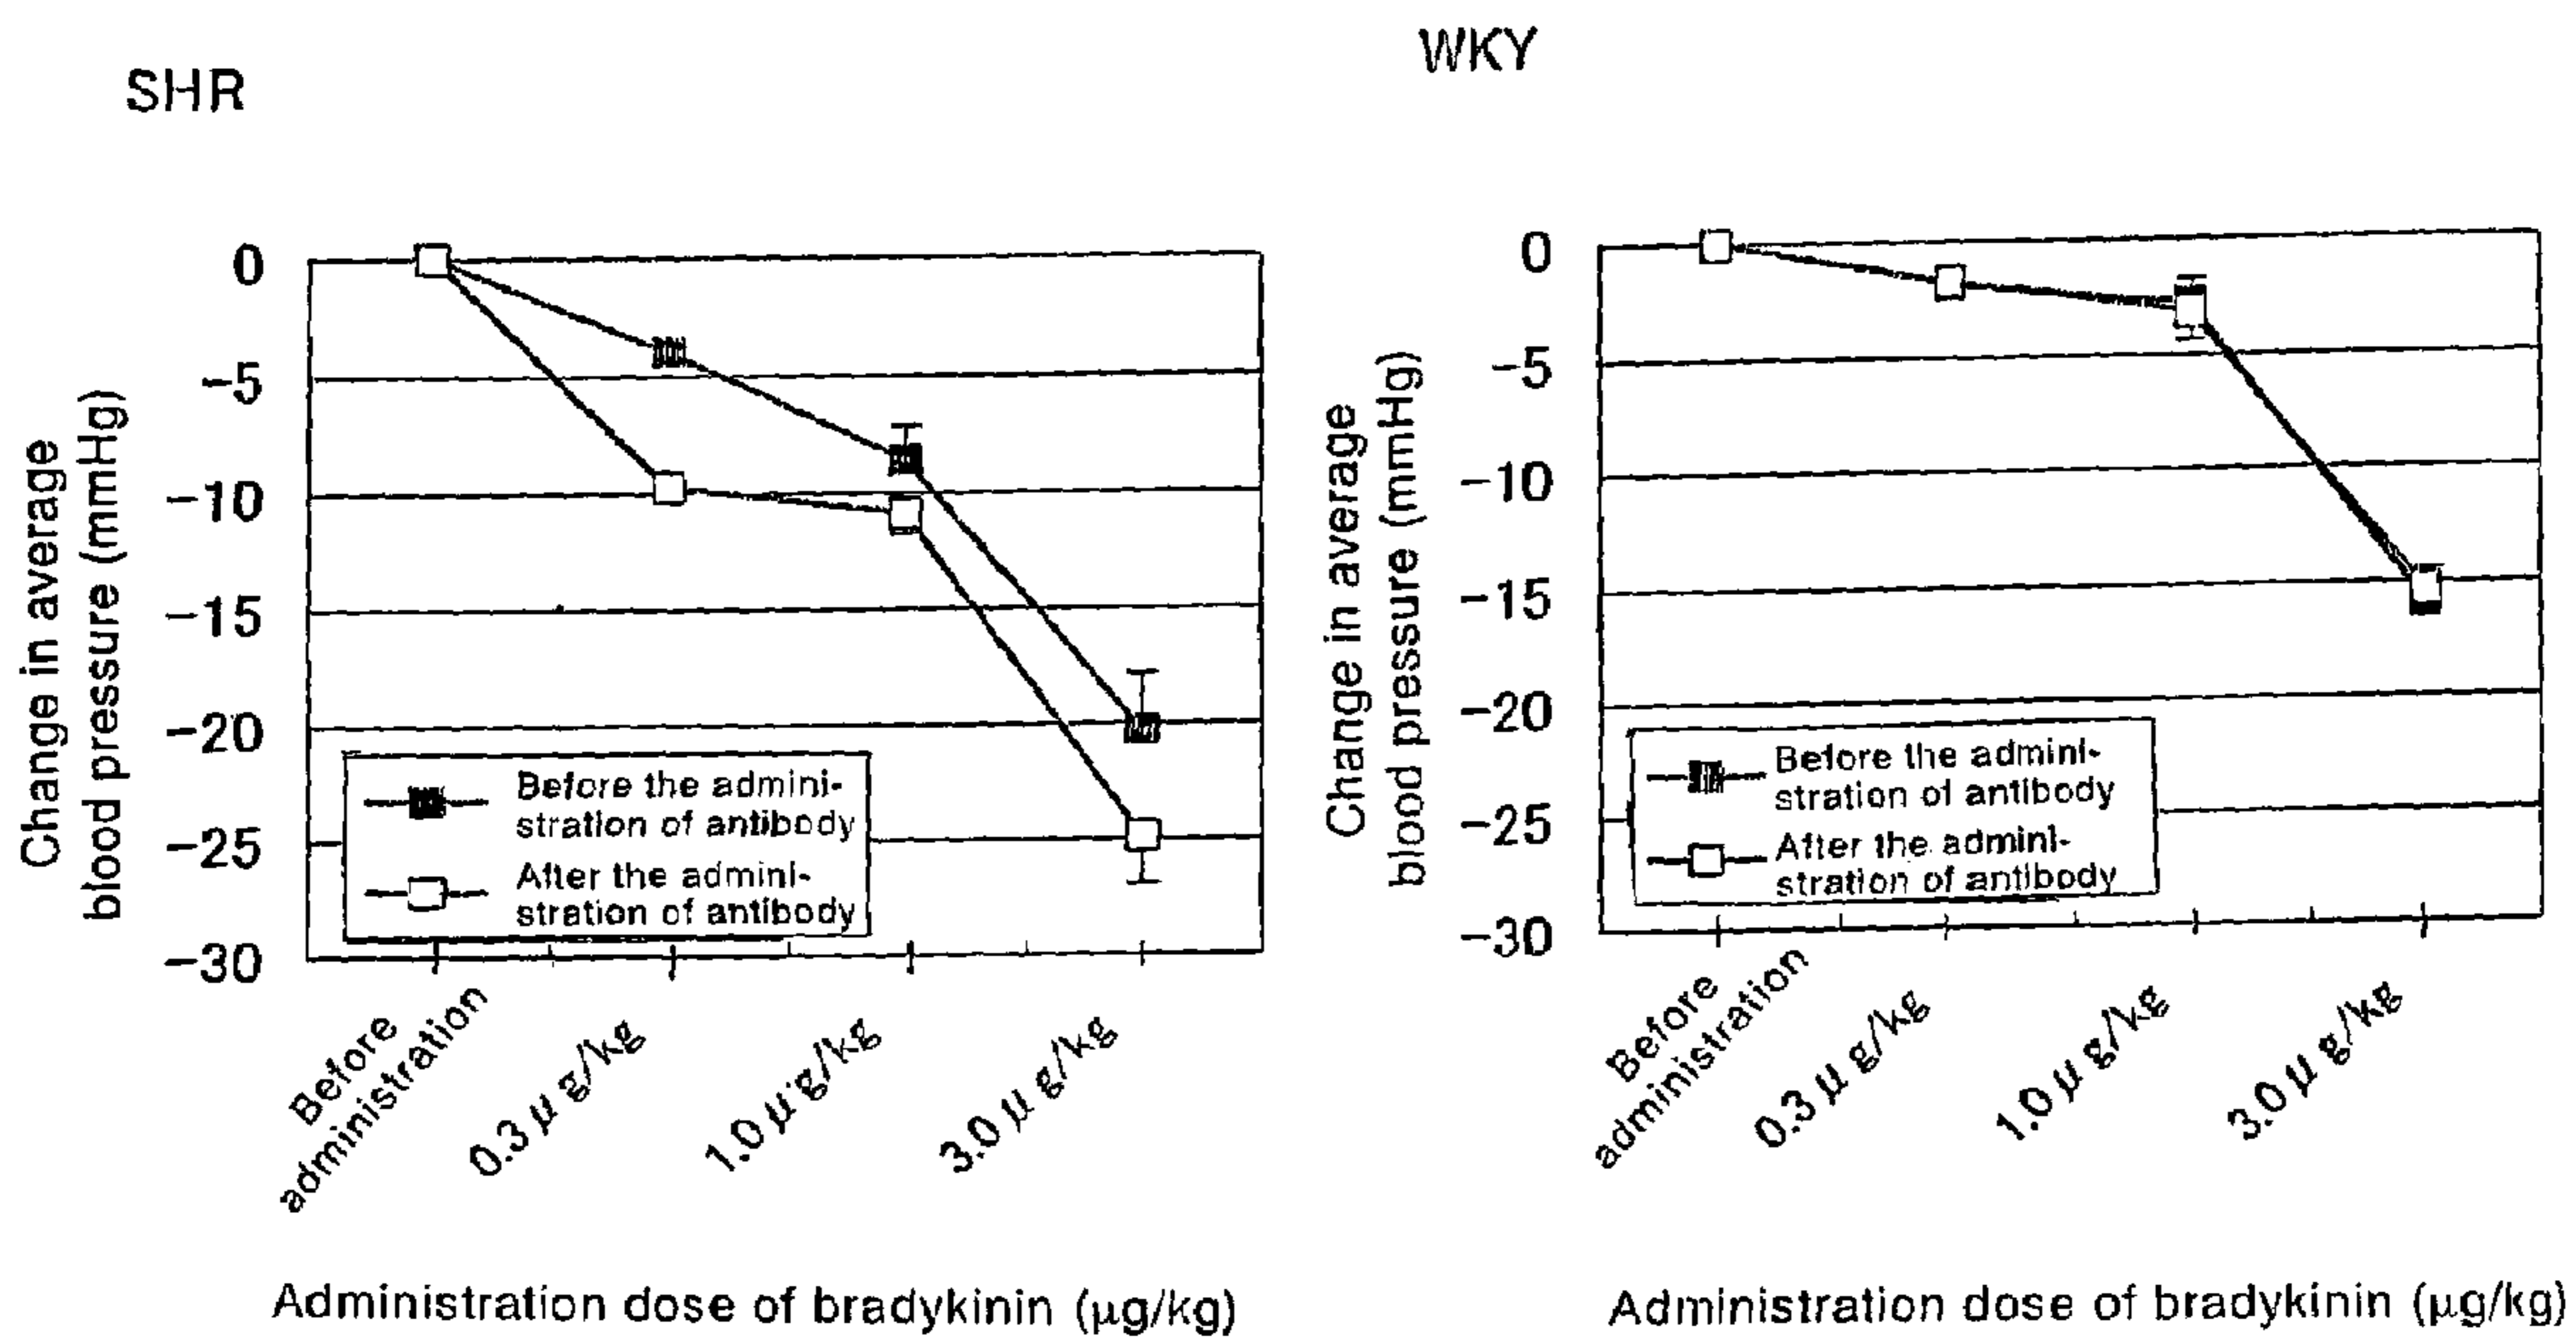 SHR
Change in average
blood pressure (mmHg)
0
−5
−10
−15
−20
−25
−30
Before the admini-
stration of antibody
After the admini-
stration of antibody
Before
administration
0.3 μ g/kg
1.0 μ g/kg
3.0 μ g/kg
Administration dose of bradykinin (μg/kg)
WKY
Change in average
blood pressure (mmHg)
0
−5
−10
−15
−20
−25
−30
Before the admini-
stration of antibody
After the admini-
stration of antibody
Before
administration
0.3 μ g/kg
1.0 μ g/kg
3.0 μ g/kg
Administration dose of bradykinin (μg/kg)